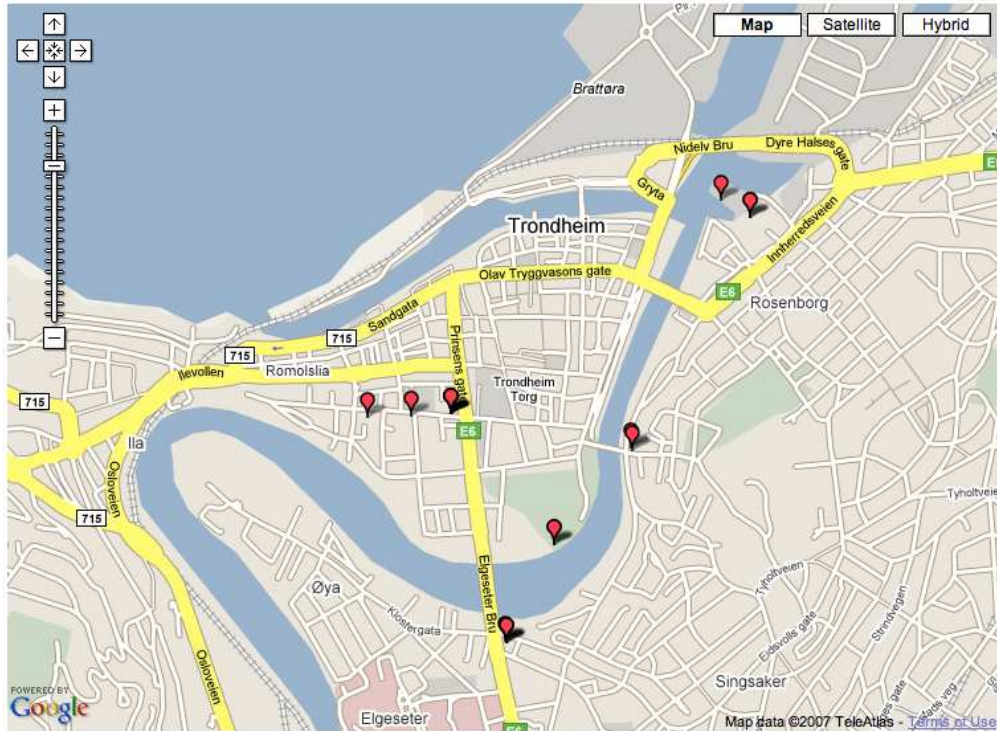 Map
Satellite
Hybrid
Brattøra
Nidelv Bru
Dyre Halses gate
Gryta
Innherredsveien
Trondheim
Olav Tryggvasons gate
E6
Rosenborg
Sandgata
715
715
Prinsens gate
Ilevollen
Romolslia
Trondheim
Torg
715
E6
Ila
Osloveien
715
Tyholtveien
Øya
Elgeseter Bru
Klostergata
Tyholtveien
Strindvegen
Eidsvolls gate
Osloveien
Singsaker
Elgeseter
POWERED BY
Google
Map data ©2007 TeleAtlas - Terms of Use